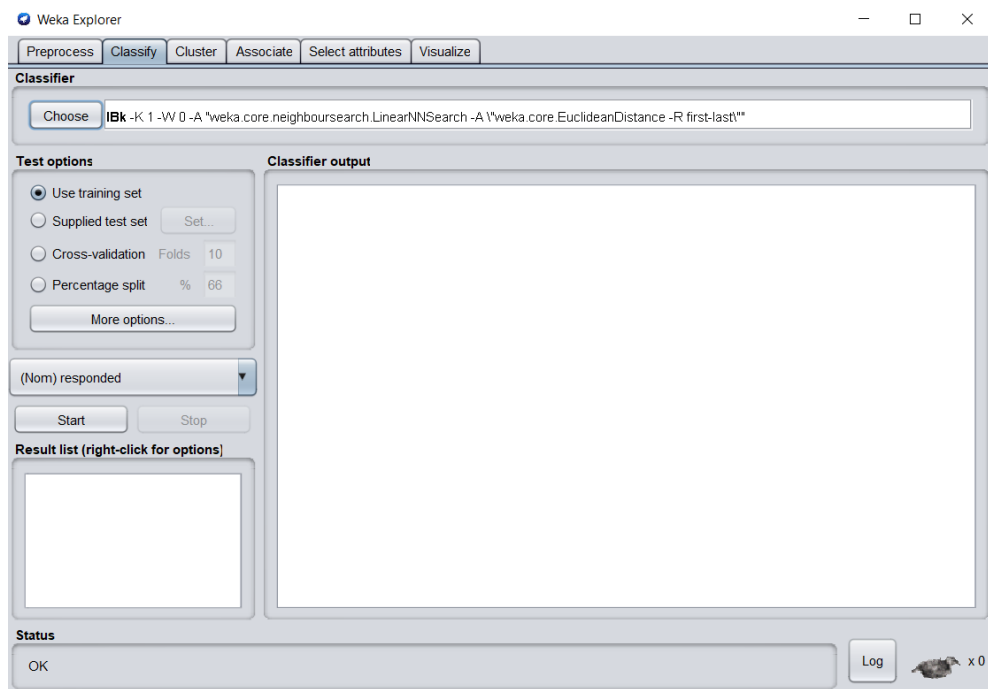 Weka Explorer
Preprocess Classify Cluster Associate Select attributes Visualize
Classifier
Choose IBk -K 1 -W 0 -A "weka.core.neighboursearch.LinearNNSearch -A \"weka.core.EuclideanDistance -R first-last\""
Test options
Use training set
Supplied test set Set...
Cross-validation Folds 10
Percentage split % 66
More options...
(Nom) responded
Start Stop
Result list (right-click for options)
Classifier output
Status
OK
Log x 0